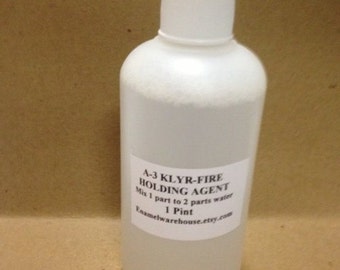 A-3 KLYR-FIRE
HOLDING AGENT
Mix 1 part to 2 parts water
1 Pint
Enamelwarehouse.etsy.com